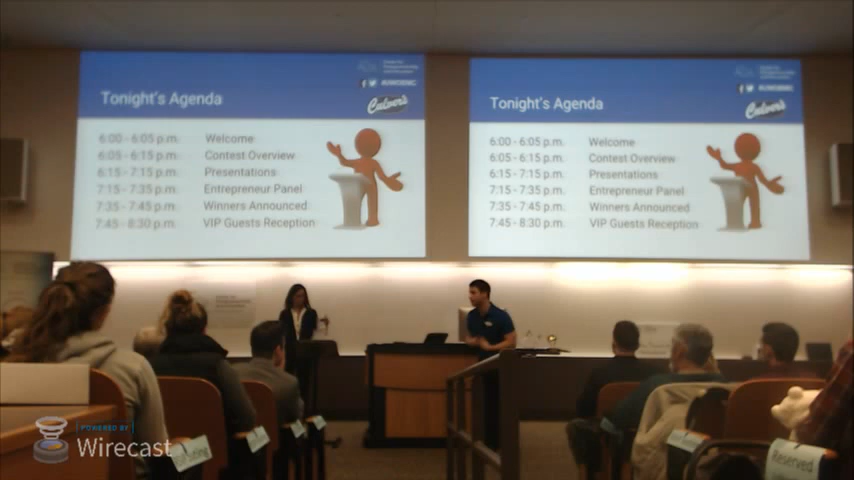 Tonight's Agenda
Culver's
6:00 - 6:05 p.m. Welcome
6:05 - 6:15 p.m. Contest Overview
6:15 - 7:15 p.m. Presentations
7:15 - 7:35 p.m. Entrepreneur Panel
7:35 - 7:45 p.m. Winners Announced
7:45 - 8:30 p.m. VIP Guests Reception
Tonight's Agenda
Culver's
6:00 - 6:05 p.m. Welcome
6:05 - 6:15 p.m. Contest Overview
6:15 - 7:15 p.m. Presentations
7:15 - 7:35 p.m. Entrepreneur Panel
7:35 - 7:45 p.m. Winners Announced
7:45 - 8:30 p.m. VIP Guests Reception
POWERED BY
Wirecast
Reserved